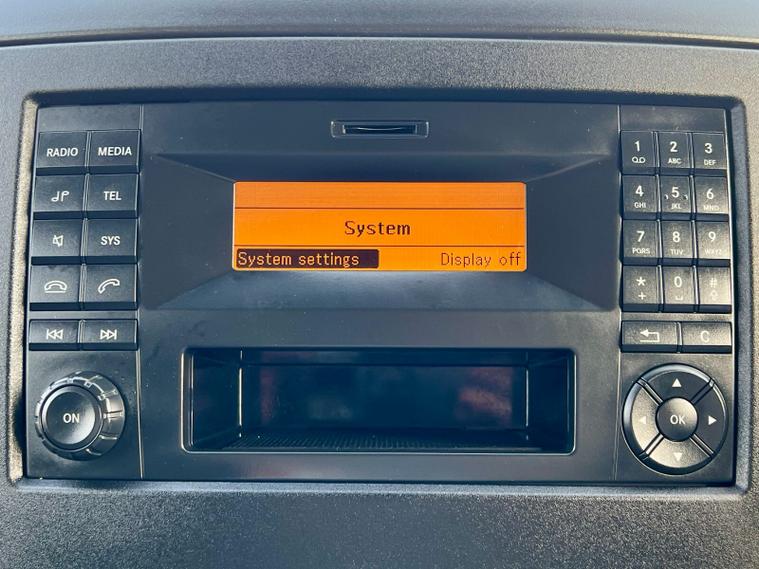 RADIO MEDIA
TEL
SYS
ON
System
System settings Display off
1 2 3
ABC DEF
4 5 6
GHI JKL MNO
7 8 9
PQRS TUV WXYZ
* 0 #
+
C
OK